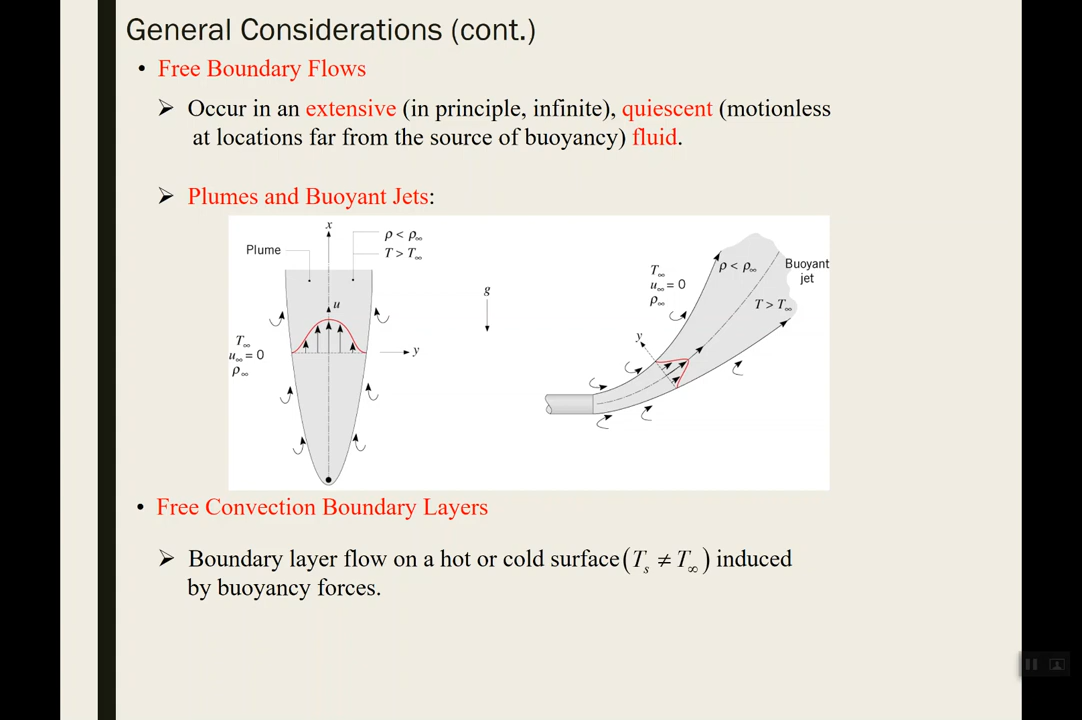 General Considerations (cont.)
• Free Boundary Flows
➢ Occur in an extensive (in principle, infinite), quiescent (motionless
at locations far from the source of buoyancy) fluid.
➢ Plumes and Buoyant Jets:
x
Plume
ρ < ρ∞
T > T∞
u
T∞
u∞ = 0
ρ∞
y
g
T∞
u∞ = 0
ρ∞
y
ρ < ρ∞
Buoyant
jet
T > T∞
• Free Convection Boundary Layers
➢ Boundary layer flow on a hot or cold surface (Ts ≠ T∞) induced
by buoyancy forces.